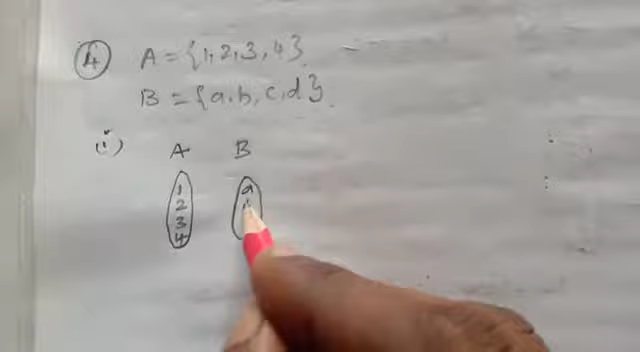 4 A = {1,2,3,4}.
B = {a,b,c,d}.
(i) A B
1 a
2
3
4